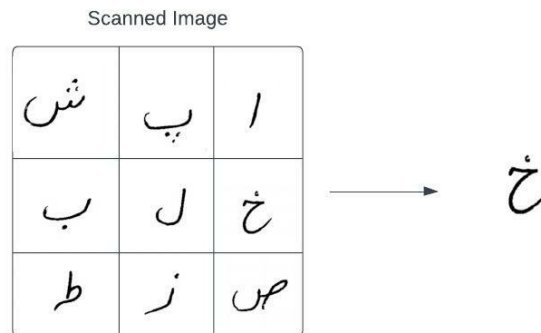 Scanned Image
ا پ ش
خ ل ب
ص ز ط
خ